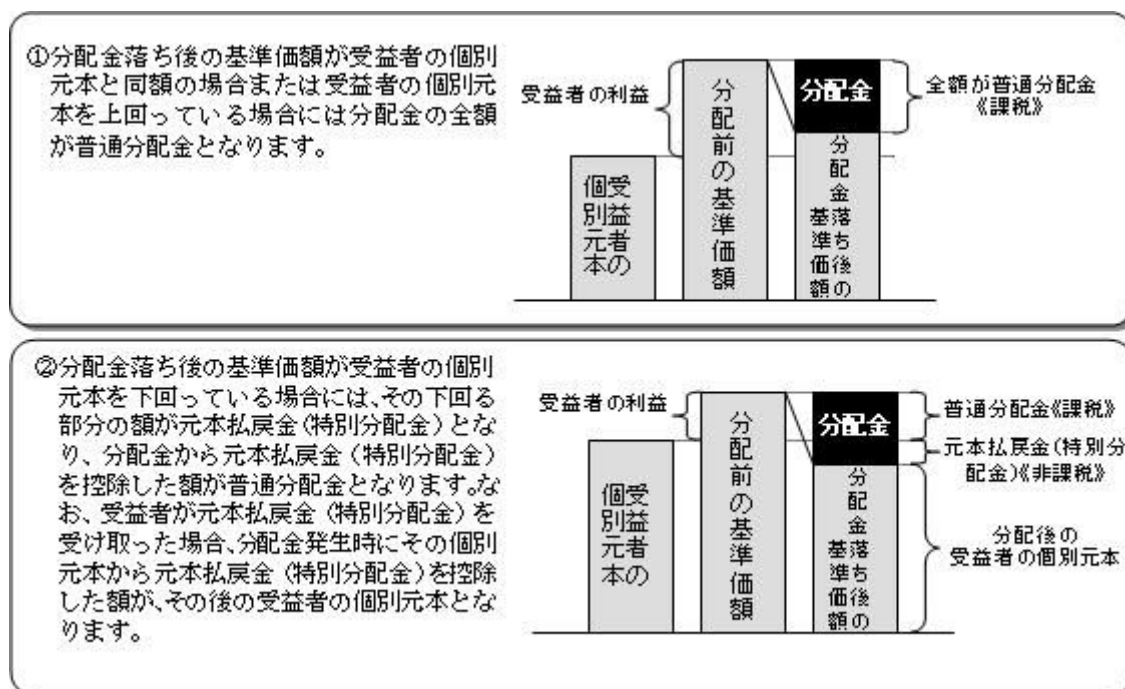 ①分配金落ち後の基準価額が受益者の個別
元本と同額の場合または受益者の個別元
本を上回っている場合には分配金の全額
が普通分配金となります。
受益者の利益
受益者の
個別元本
分配前の基準価額
分配金
分配金落ち後の
基準価額
全額が普通分配金
《課税》
②分配金落ち後の基準価額が受益者の個別
元本を下回っている場合には、その下回る
部分の額が元本払戻金(特別分配金)とな
り、分配金から元本払戻金(特別分配金)
を控除した額が普通分配金となります。な
お、受益者が元本払戻金(特別分配金)を
受け取った場合、分配金発生時にその個別
元本から元本払戻金(特別分配金)を控除
した額が、その後の受益者の個別元本とな
ります。
受益者の利益
受益者の
個別元本
分配前の基準価額
分配金
分配金落ち後の
基準価額
普通分配金《課税》
元本払戻金(特別分
配金)《非課税》
分配後の
受益者の個別元本